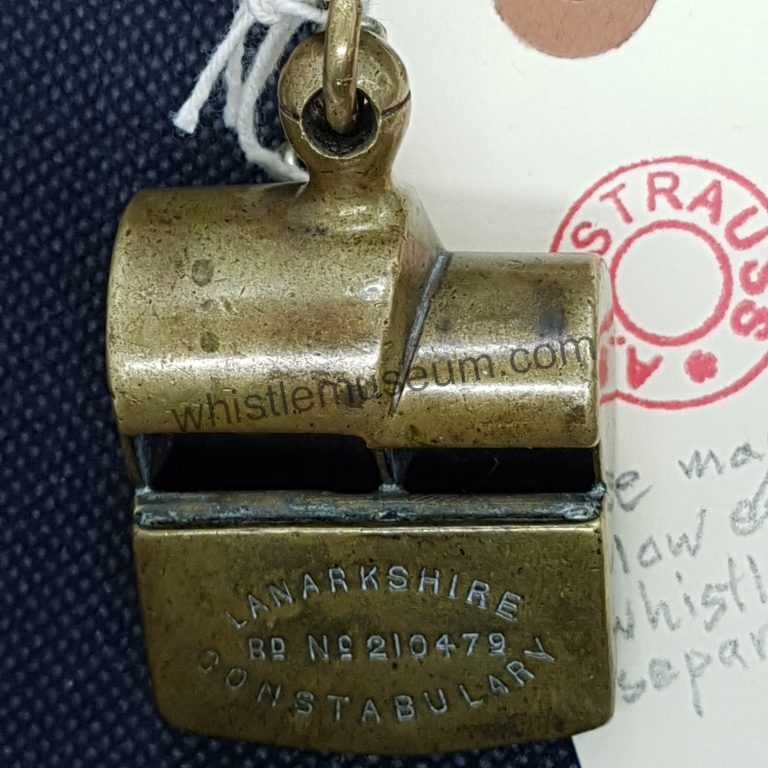 STRAUSS
A.
whistlemuseum.com
LANARKSHIRE
RD No 210479
CONSTABULARY